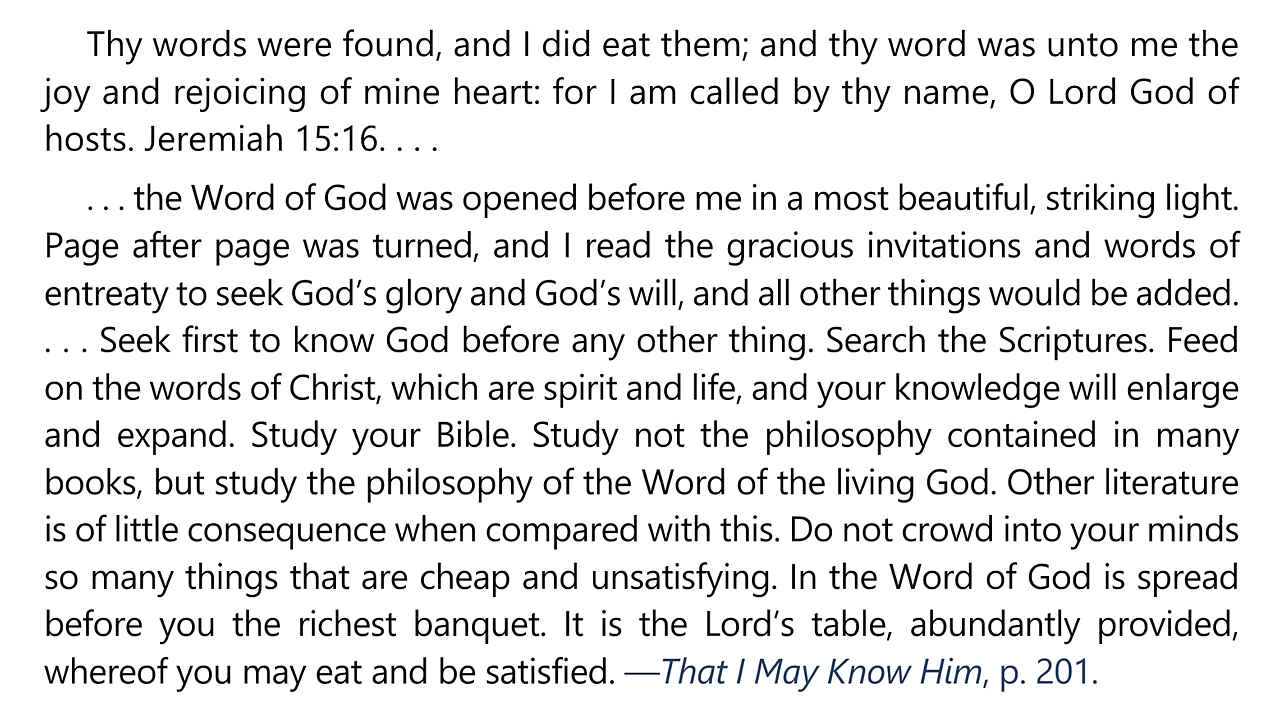 Thy words were found, and I did eat them; and thy word was unto me the
joy and rejoicing of mine heart: for I am called by thy name, O Lord God of
hosts. Jeremiah 15:16. . . .
. . . the Word of God was opened before me in a most beautiful, striking light.
Page after page was turned, and I read the gracious invitations and words of
entreaty to seek God’s glory and God’s will, and all other things would be added.
. . . Seek first to know God before any other thing. Search the Scriptures. Feed
on the words of Christ, which are spirit and life, and your knowledge will enlarge
and expand. Study your Bible. Study not the philosophy contained in many
books, but study the philosophy of the Word of the living God. Other literature
is of little consequence when compared with this. Do not crowd into your minds
so many things that are cheap and unsatisfying. In the Word of God is spread
before you the richest banquet. It is the Lord’s table, abundantly provided,
whereof you may eat and be satisfied. —That I May Know Him, p. 201.